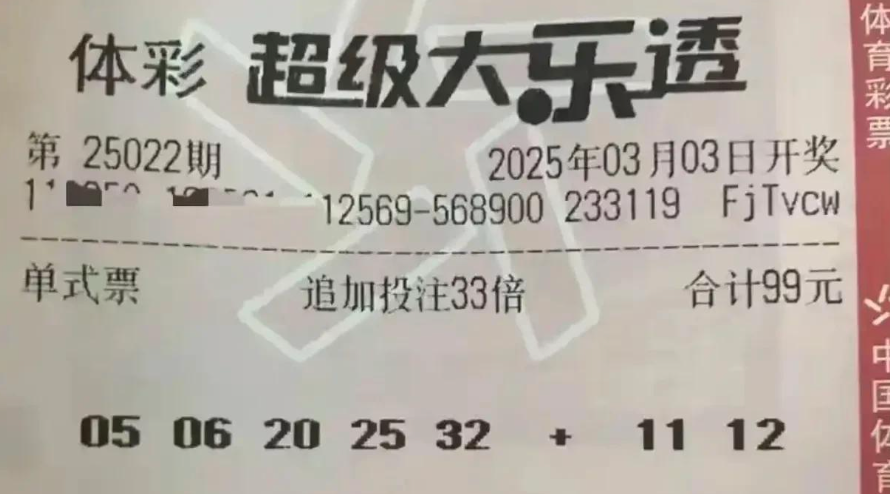 体彩 超级大乐透
第 25022期 2025年03月03日开奖
12569-568900 233119 FjTvcw
单式票 追加投注33倍 合计99元
05 06 20 25 32 + 11 12
体育彩票
中国体育